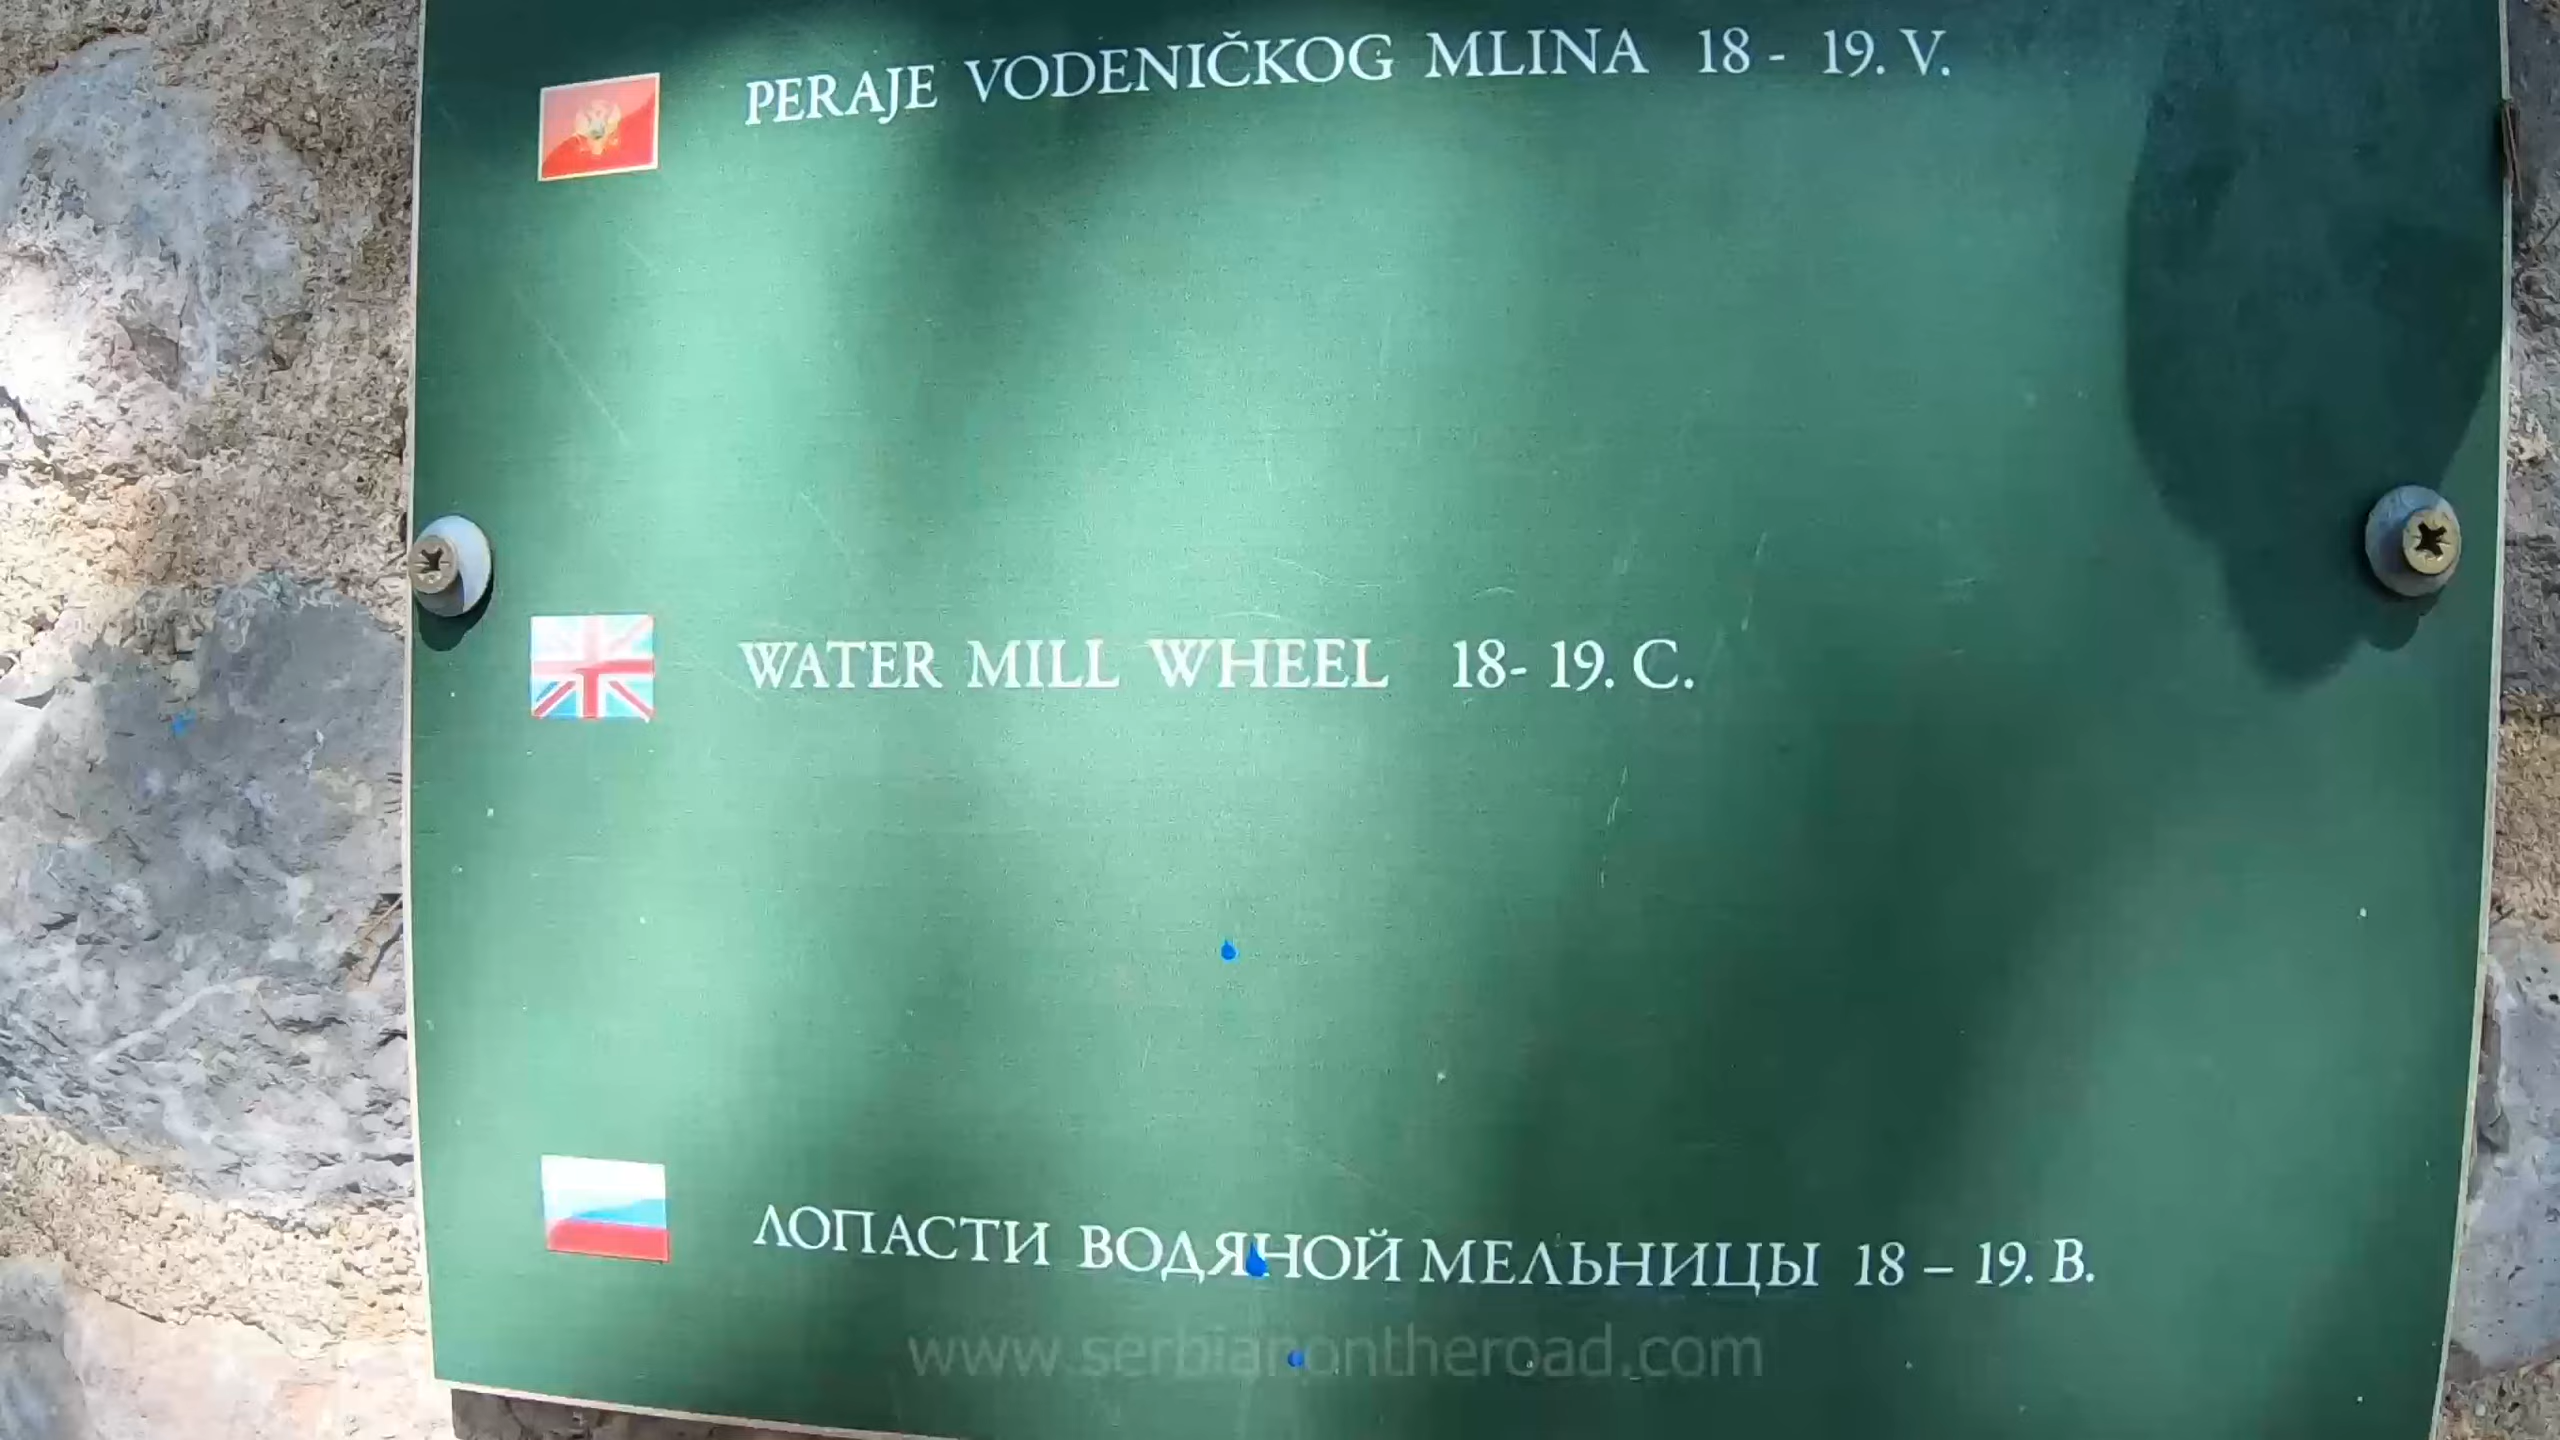 PERAJE VODENIČKOG MLINA 18 - 19. V.
WATER MILL WHEEL 18- 19. C.
ЛОПАСТИ ВОДЯНОЙ МЕЛЬНИЦЫ 18 – 19. В.
www.serbianontheroad.com